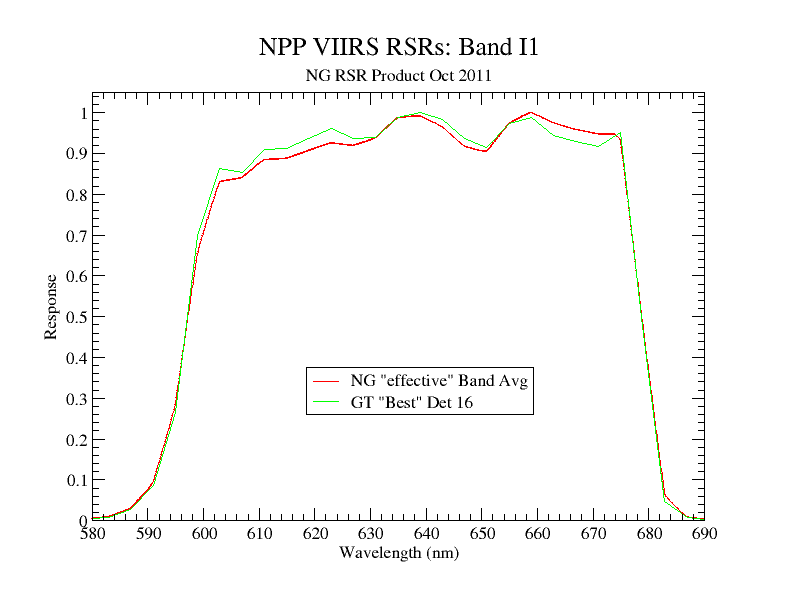 NPP VIIRS RSRs: Band I1
NG RSR Product Oct 2011
1
0.9
0.8
0.7
0.6
0.5
0.4
0.3
0.2
0.1
0
Response
NG "effective" Band Avg
GT "Best" Det 16
580 590 600 610 620 630 640 650 660 670 680 690
Wavelength (nm)